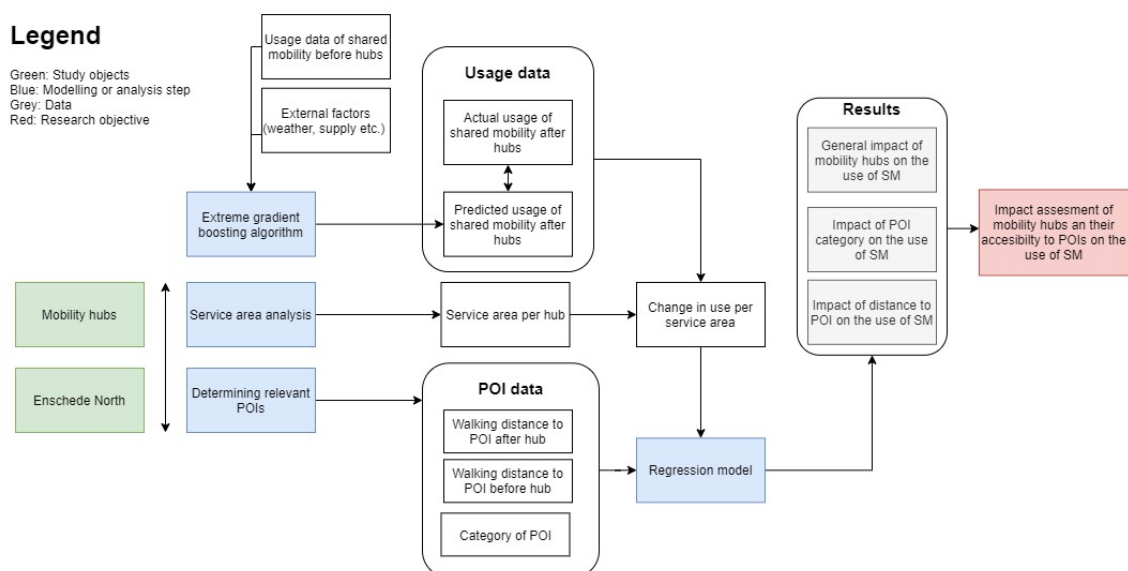 Legend
Green: Study objects
Blue: Modelling or analysis step
Grey: Data
Red: Research objective
Usage data of shared
mobility before hubs
External factors
(weather, supply etc.)
Extreme gradient
boosting algorithm
Usage data
Actual usage of
shared mobility after
hubs
Predicted usage of
shared mobility after
hubs
Mobility hubs
Enschede North
Service area analysis
Determining relevant
POIs
Service area per hub
Change in use per
service area
POI data
Walking distance to
POI after hub
Walking distance to
POI before hub
Category of POI
Regression model
Results
General impact of
mobility hubs on the
use of SM
Impact of POI
category on the use
of SM
Impact of distance to
POI on the use of SM
Impact assesment of
mobility hubs an their
accesibilty to POIs on the
use of SM